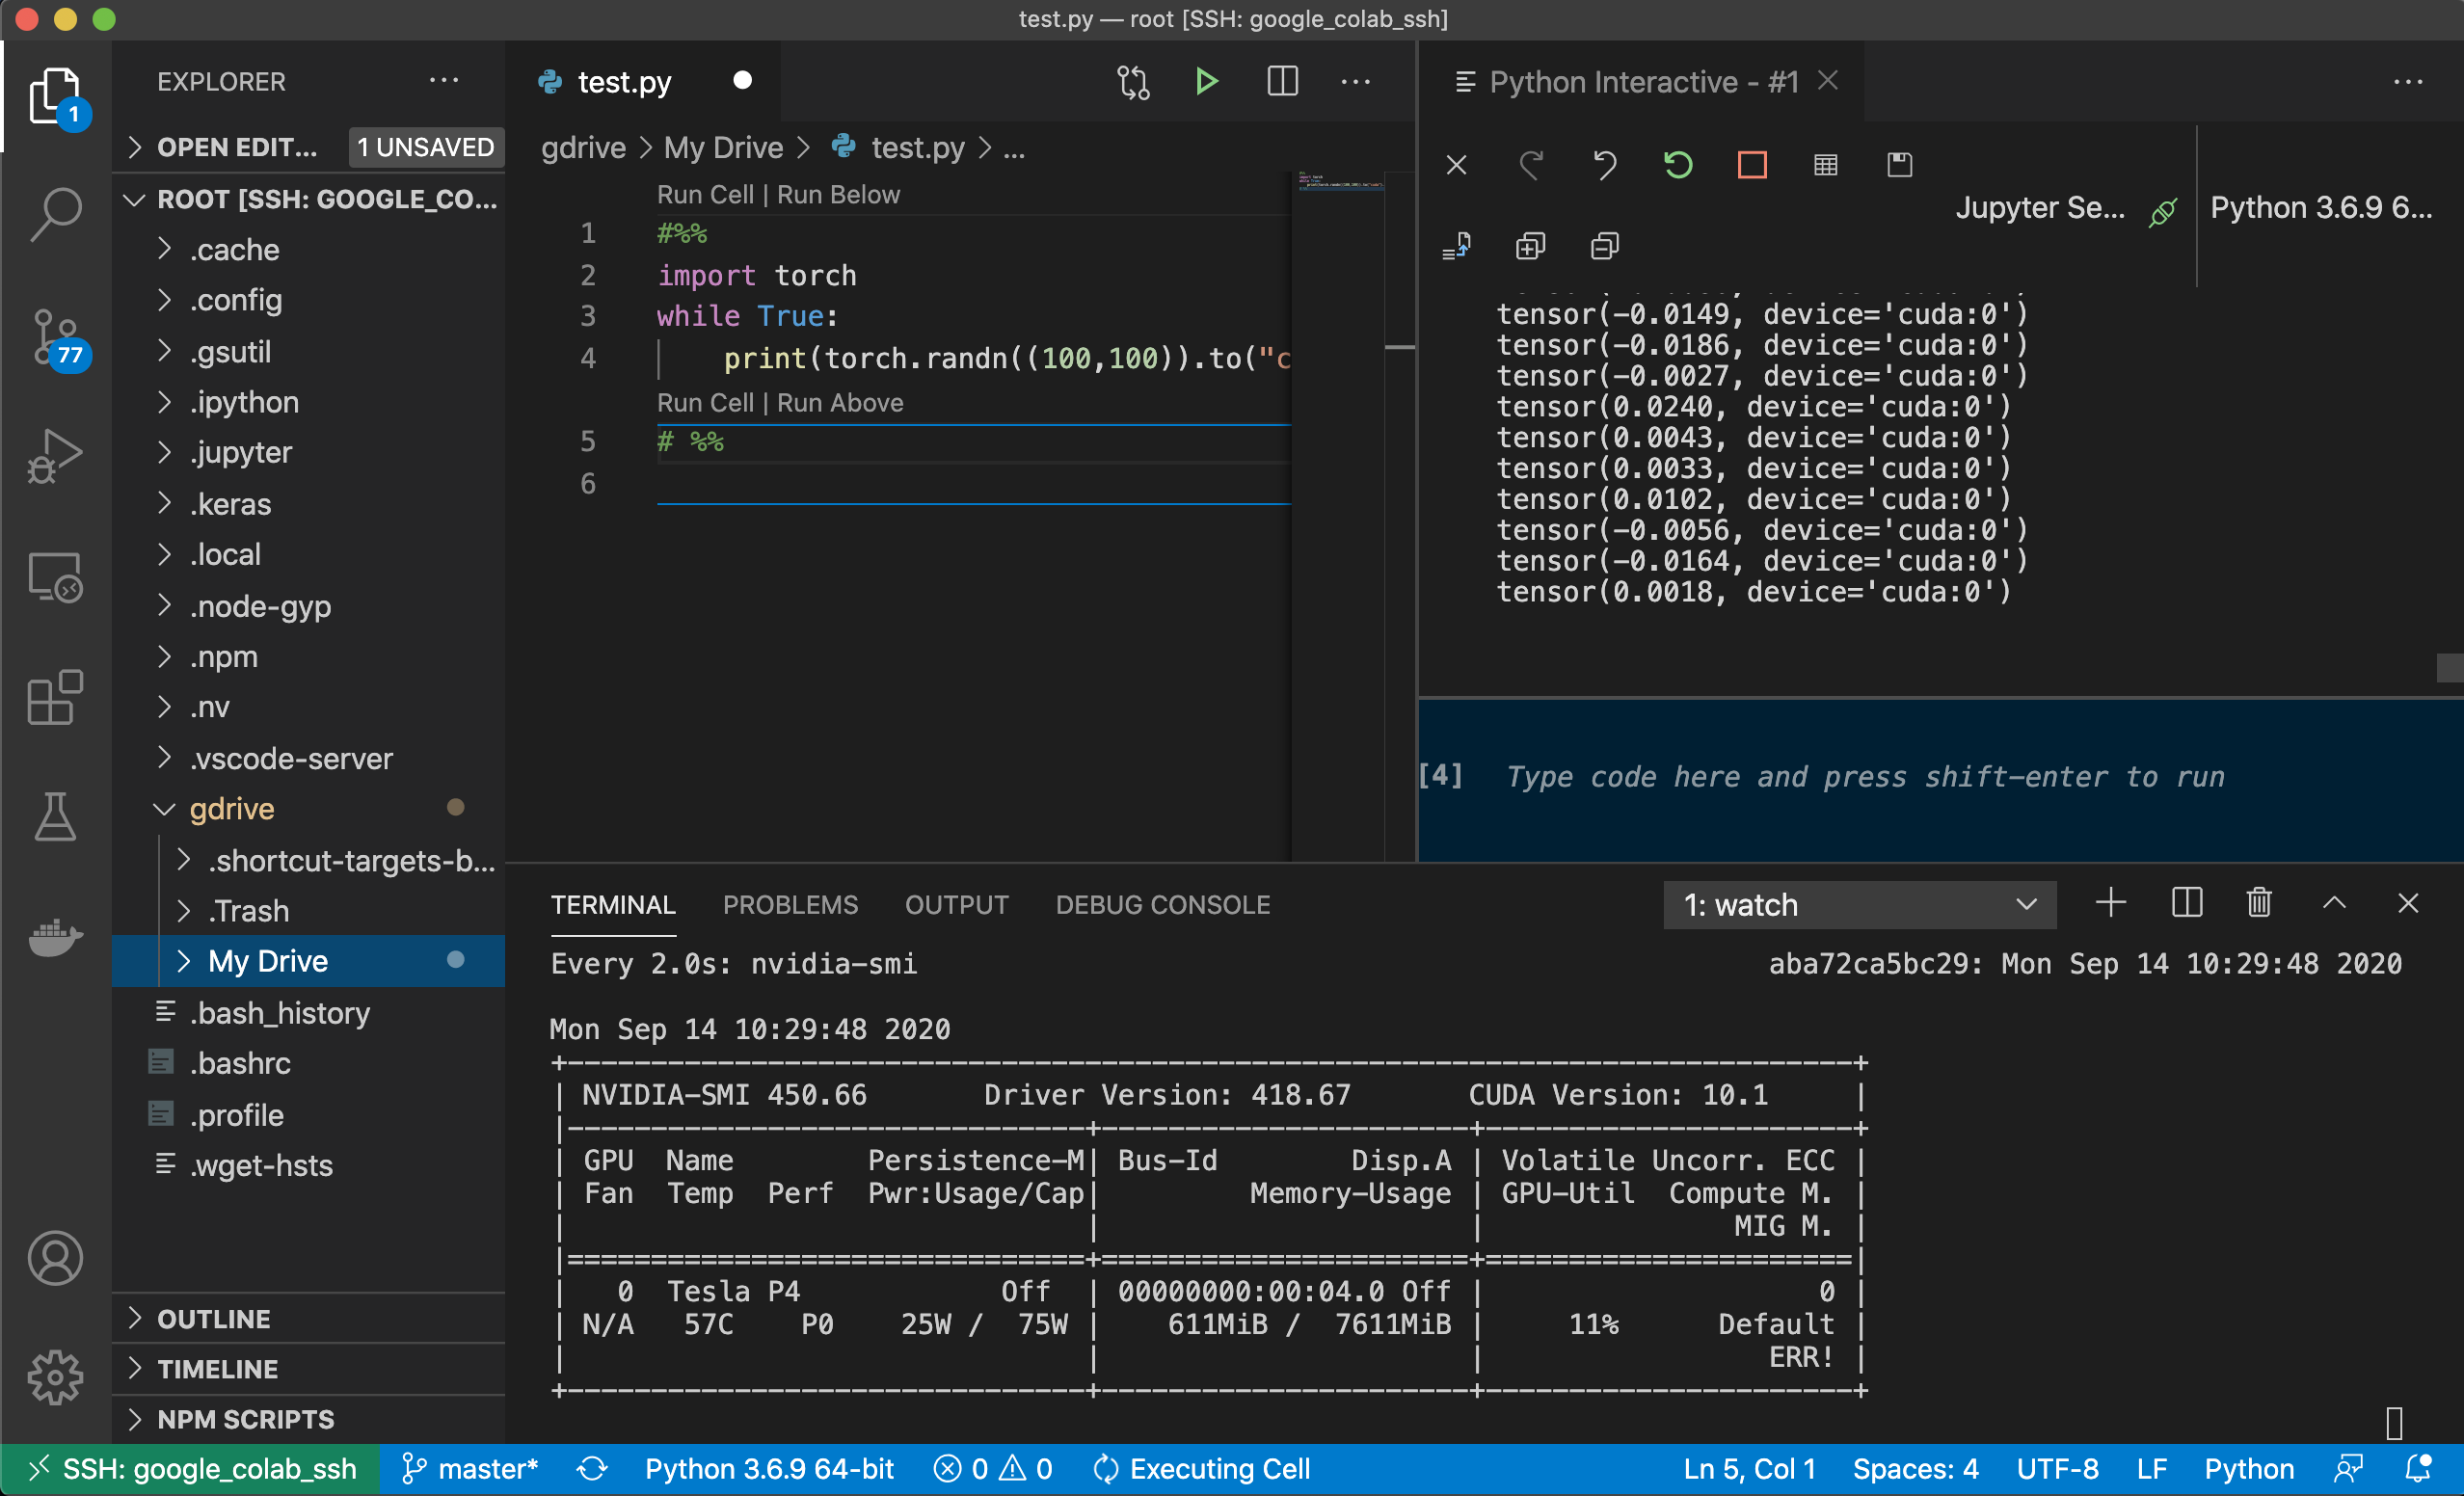 test.py — root [SSH: google_colab_ssh]
EXPLORER
OPEN EDIT... 1 UNSAVED
ROOT [SSH: GOOGLE_CO...
.cache
.config
.gsutil
.ipython
.jupyter
.keras
.local
.node-gyp
.npm
.nv
.vscode-server
gdrive
.shortcut-targets-b...
.Trash
My Drive
.bash_history
.bashrc
.profile
.wget-hsts
OUTLINE
TIMELINE
NPM SCRIPTS
1
77
test.py
gdrive > My Drive > test.py > ...
Run Cell | Run Below
1 #%%
2 import torch
3 while True:
4 print(torch.randn((100,100)).to("c
Run Cell | Run Above
5 # %%
6
Python Interactive - #1
Jupyter Se... Python 3.6.9 6...
tensor(-0.0149, device='cuda:0')
tensor(-0.0186, device='cuda:0')
tensor(-0.0027, device='cuda:0')
tensor(0.0240, device='cuda:0')
tensor(0.0043, device='cuda:0')
tensor(0.0033, device='cuda:0')
tensor(0.0102, device='cuda:0')
tensor(-0.0056, device='cuda:0')
tensor(-0.0164, device='cuda:0')
tensor(0.0018, device='cuda:0')
[4] Type code here and press shift-enter to run
TERMINAL PROBLEMS OUTPUT DEBUG CONSOLE 1: watch
Every 2.0s: nvidia-smi aba72ca5bc29: Mon Sep 14 10:29:48 2020
Mon Sep 14 10:29:48 2020
+-----------------------------------------------------------------------------+
| NVIDIA-SMI 450.66       Driver Version: 418.67       CUDA Version: 10.1     |
|-------------------------------+----------------------+----------------------+
| GPU  Name        Persistence-M| Bus-Id        Disp.A | Volatile Uncorr. ECC |
| Fan  Temp  Perf  Pwr:Usage/Cap|         Memory-Usage | GPU-Util  Compute M. |
|                               |                      |               MIG M. |
|===============================+======================+======================|
|   0  Tesla P4            Off  | 00000000:00:04.0 Off |                    0 |
| N/A   57C    P0    25W /  75W |    611MiB /  7611MiB |     11%      Default |
|                               |                      |                 ERR! |
+-------------------------------+----------------------+----------------------+
SSH: google_colab_ssh master* Python 3.6.9 64-bit 0 0 Executing Cell Ln 5, Col 1 Spaces: 4 UTF-8 LF Python